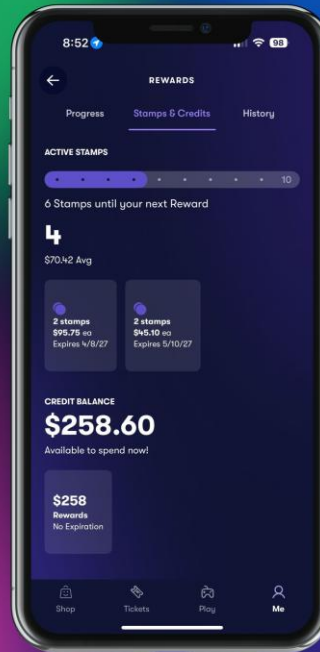 8:52
98
REWARDS
Progress
Stamps & Credits
History
ACTIVE STAMPS
10
6 Stamps until your next Reward
4
$70.42 Avg
2 stamps
$95.75 ea
Expires 4/8/27
2 stamps
$45.10 ea
Expires 5/10/27
CREDIT BALANCE
$258.60
Available to spend now!
$258
Rewards
No Expiration
Shop
Tickets
Play
Me